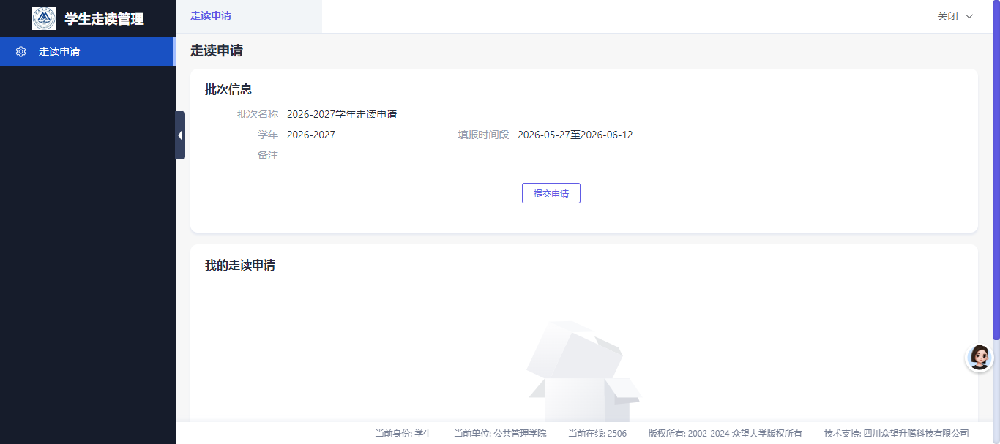 学生走读管理
走读申请
关闭
走读申请
走读申请
批次信息
批次名称 2026-2027学年走读申请
学年 2026-2027 填报时间段 2026-05-27至2026-06-12
备注
提交申请
我的走读申请
当前身份: 学生 当前单位: 公共管理学院 当前在线: 2506 版权所有: 2002-2024 众望大学版权所有 技术支持: 四川众望升腾科技有限公司